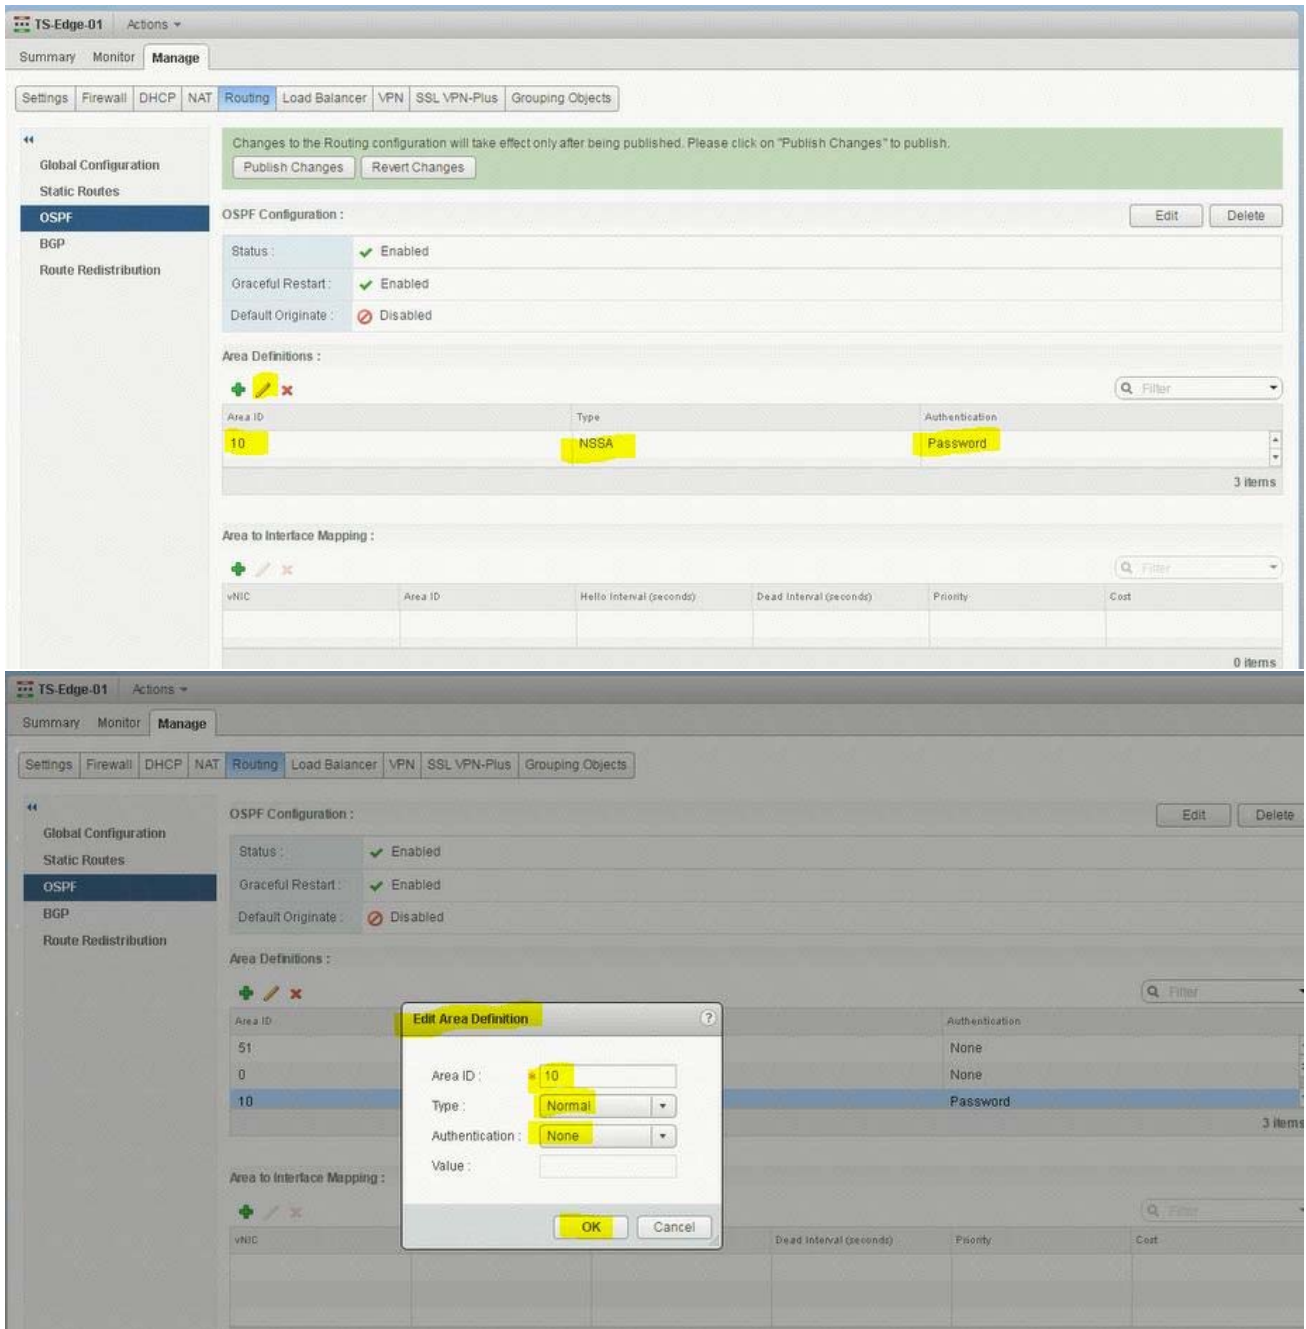 TS-Edge-01 Actions
Summary Monitor Manage
Settings Firewall DHCP NAT Routing Load Balancer VPN SSL VPN-Plus Grouping Objects
Changes to the Routing configuration will take effect only after being published. Please click on "Publish Changes" to publish.
Publish Changes Revert Changes
Global Configuration
Static Routes
OSPF
BGP
Route Redistribution
OSPF Configuration : Edit Delete
Status : Enabled
Graceful Restart : Enabled
Default Originate : Disabled
Area Definitions :
Filter
Area ID Type Authentication
10 NSSA Password
3 items
Area to Interface Mapping :
Filter
vNIC Area ID Hello Interval (seconds) Dead Interval (seconds) Priority Cost
0 items
TS-Edge-01 Actions
Summary Monitor Manage
Settings Firewall DHCP NAT Routing Load Balancer VPN SSL VPN-Plus Grouping Objects
Global Configuration
Static Routes
OSPF
BGP
Route Redistribution
OSPF Configuration : Edit Delete
Status : Enabled
Graceful Restart : Enabled
Default Originate : Disabled
Area Definitions :
Filter
Area ID Authentication
51 None
0 None
10 Password
3 items
Edit Area Definition ?
Area ID : * 10
Type : Normal
Authentication : None
Value :
OK Cancel
Area to Interface Mapping :
Filter
vNIC Dead Interval (seconds) Priority Cost